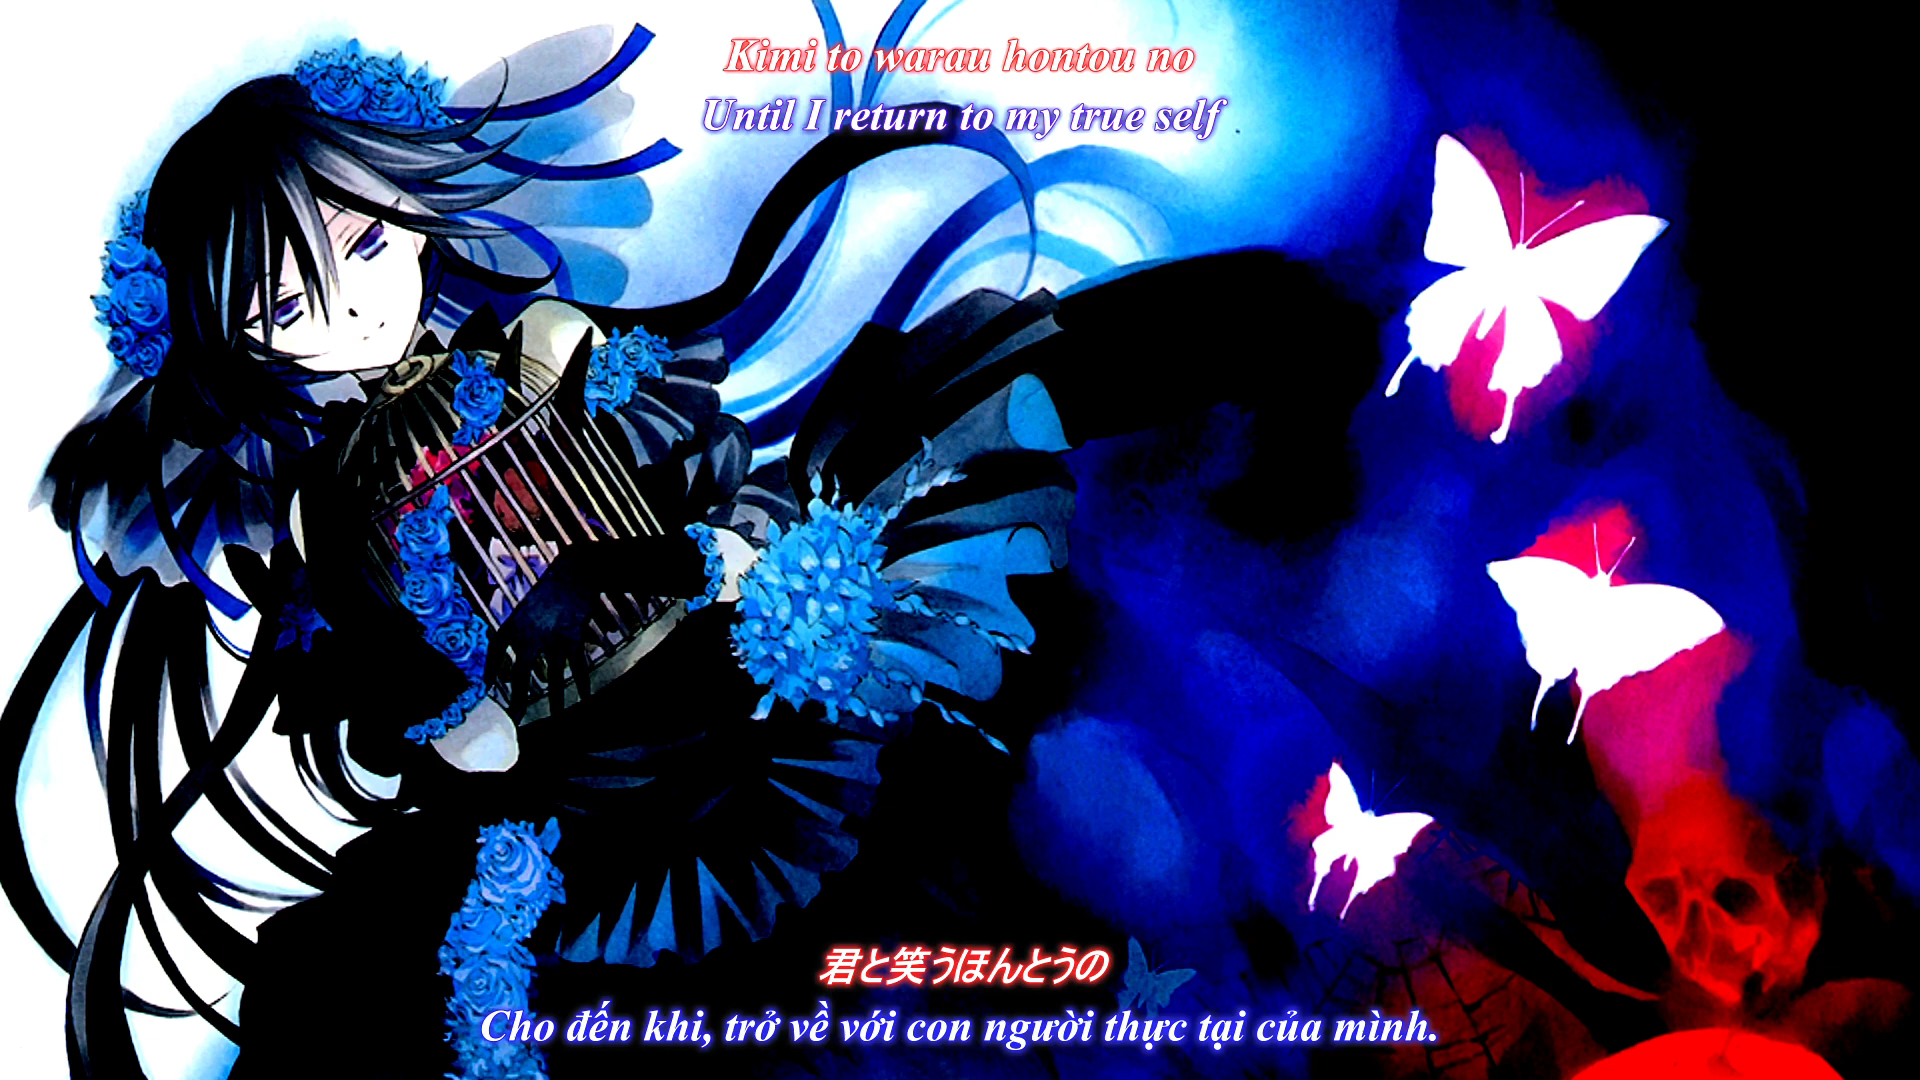 Kimi to warau hontou no
Until I return to my true self
君と笑うほんとうの
Cho đến khi, trở về với con người thực tại của mình.